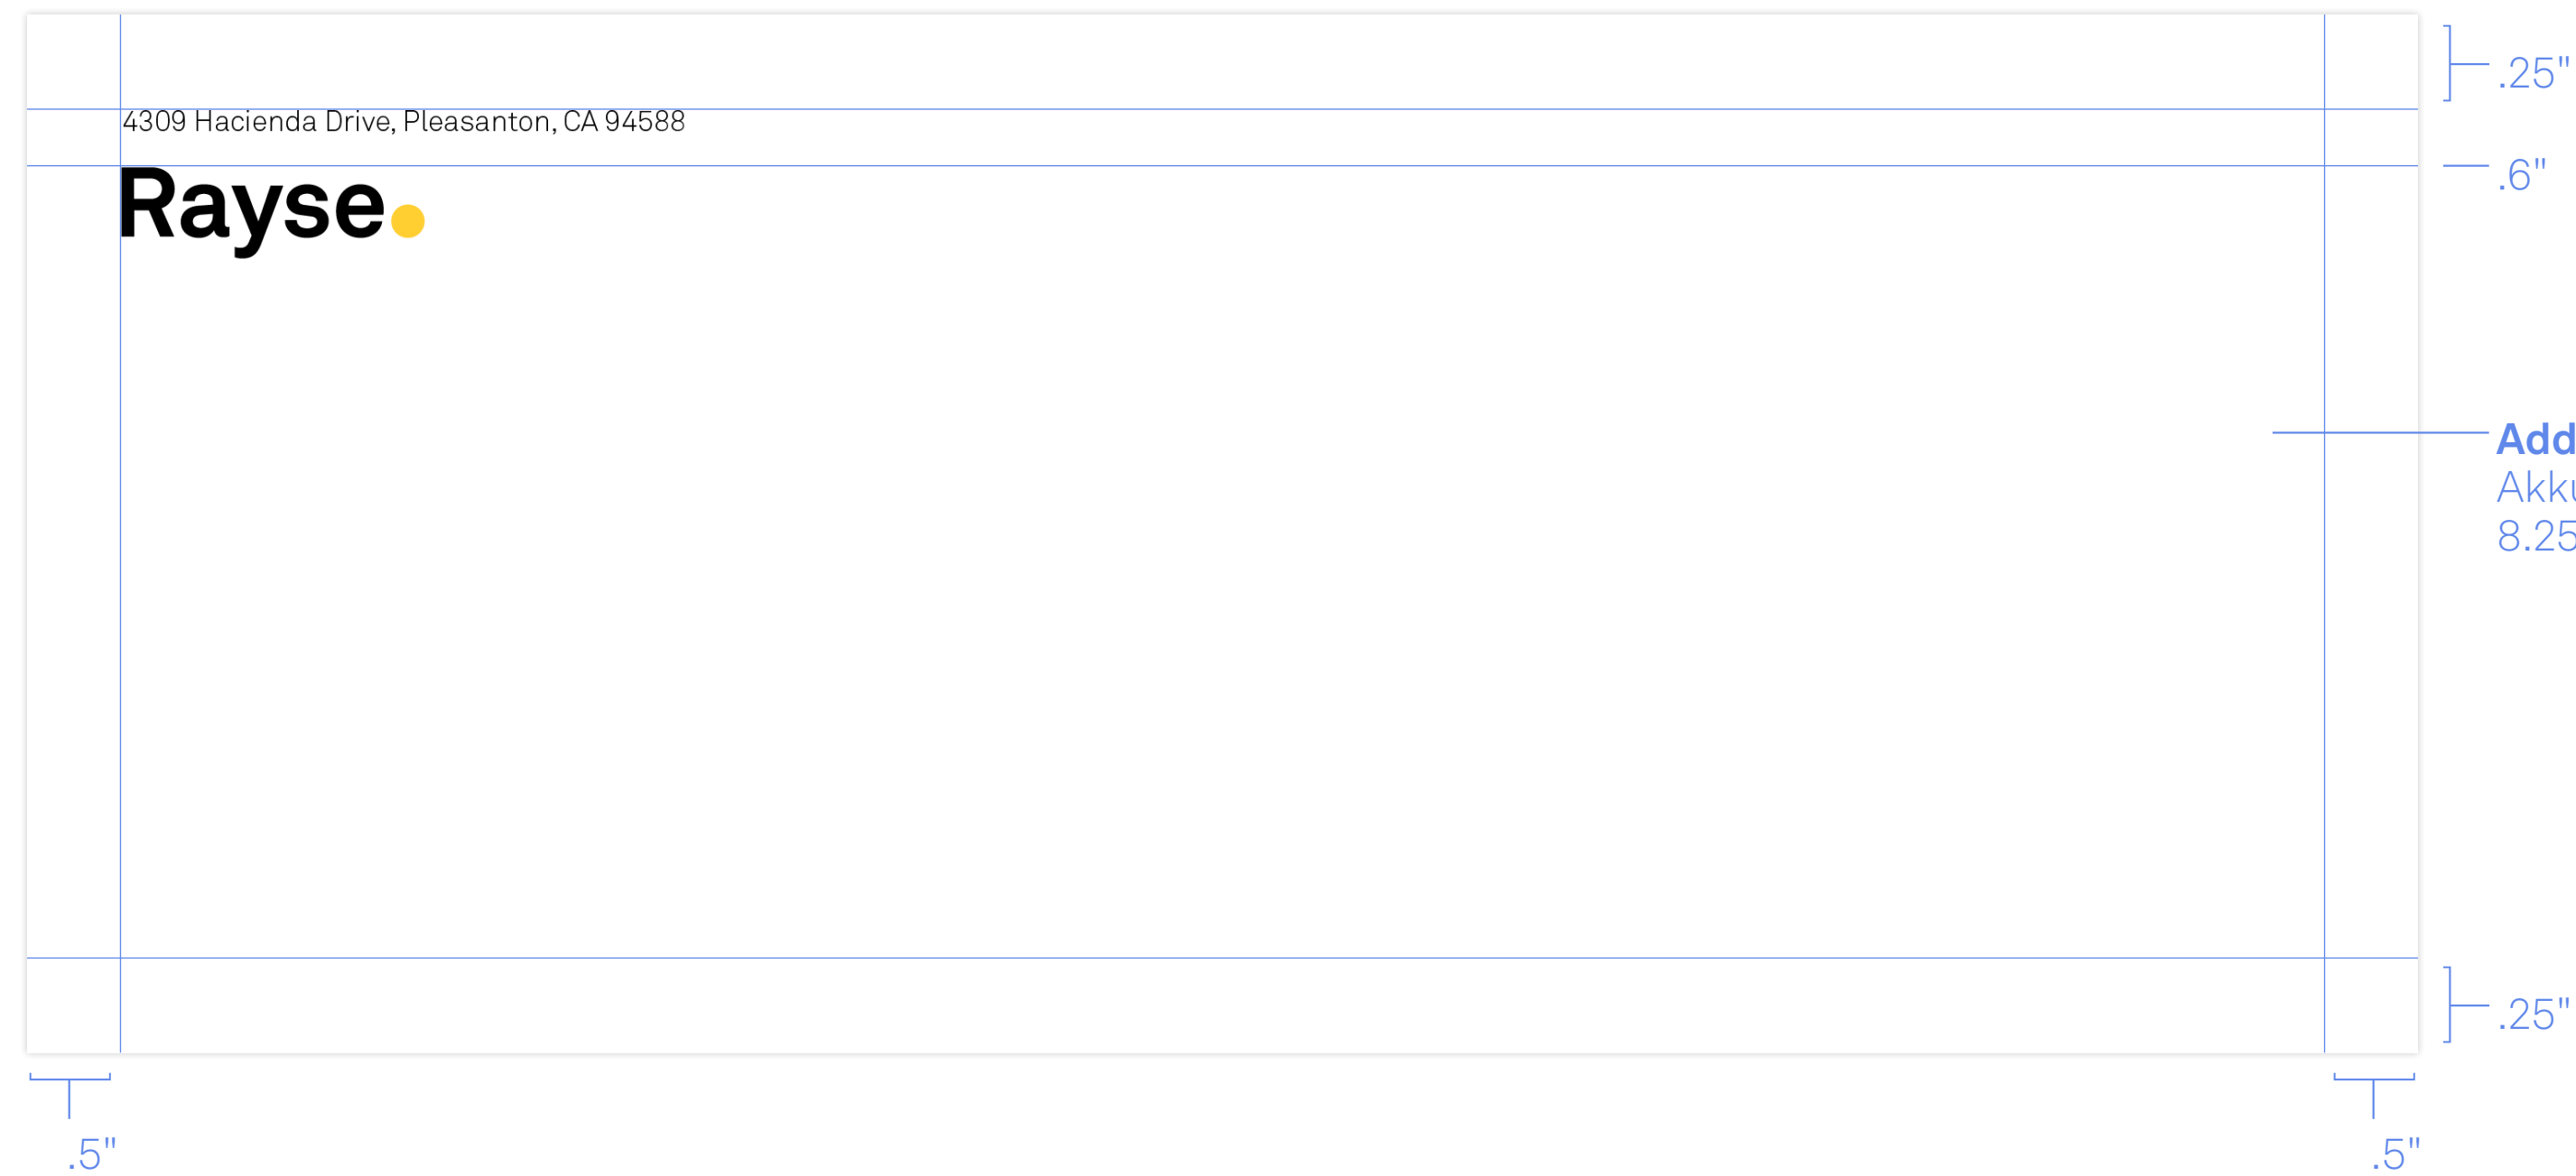 .25"
4309 Hacienda Drive, Pleasanton, CA 94588
.6"
Rayse.
.25"
.5"
.5"